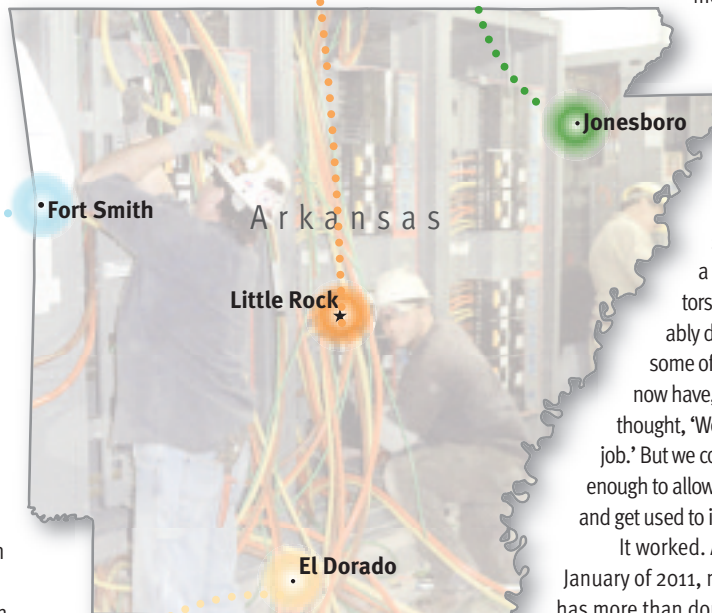 Jonesboro
Fort Smith
Arkansas
Little Rock
El Dorado
a
tors
ably d
some of
now have,
thought, ‘We
job.’ But we co
enough to allow
and get used to i
It worked. A
January of 2011, n
has more than do